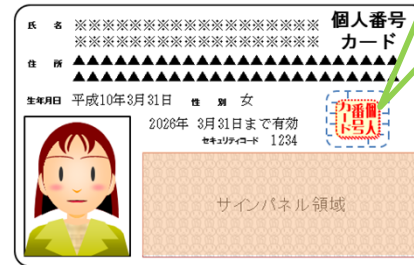 氏 名 ※※※※※※※※※※※※※※※※※※ 個人番号
※※※※※※※※※※※※※※※※※※ カード
住 所 ▲▲▲▲▲▲▲▲▲▲▲▲▲▲▲▲▲▲▲▲▲▲▲▲
▲▲▲▲▲▲▲▲▲▲▲▲▲▲▲▲▲▲▲▲▲▲▲▲
生年月日 平成10年3月31日 性 別 女
2026年 3月31日まで有効
セキュリティコード 1234
個人番号カード
サインパネル領域